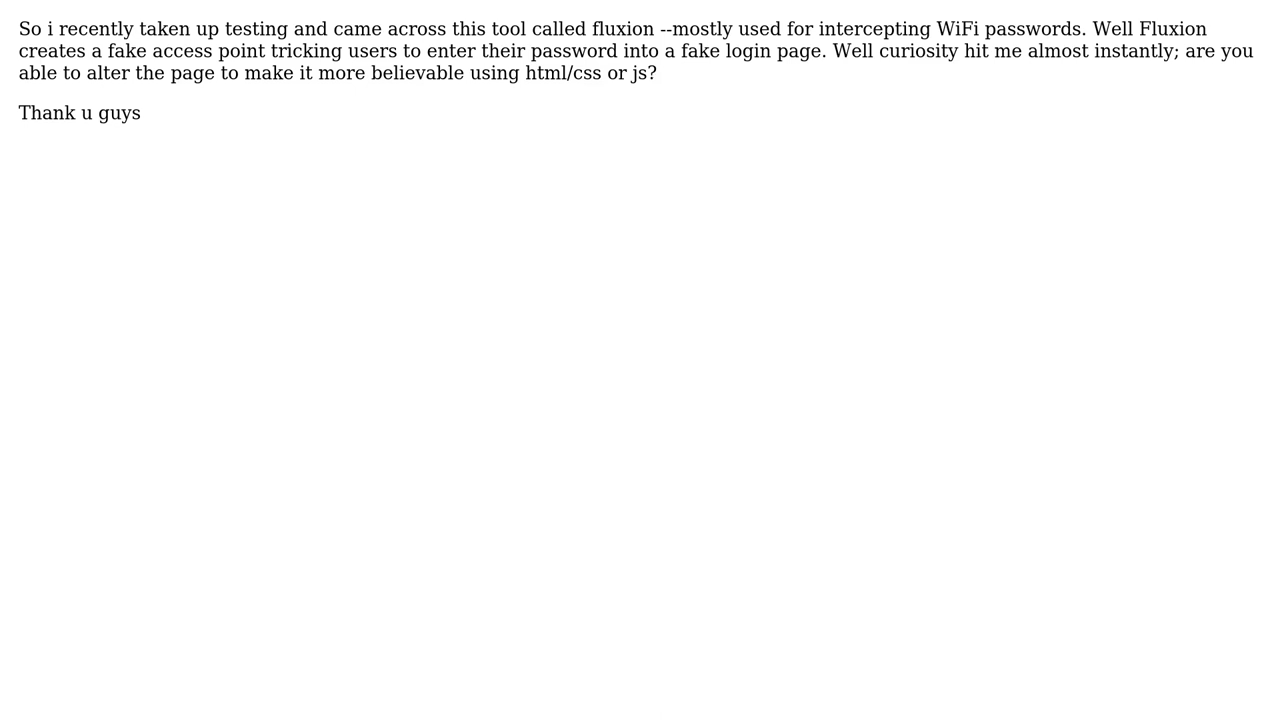 So i recently taken up testing and came across this tool called fluxion --mostly used for intercepting WiFi passwords. Well Fluxion
creates a fake access point tricking users to enter their password into a fake login page. Well curiosity hit me almost instantly; are you
able to alter the page to make it more believable using html/css or js?
Thank u guys